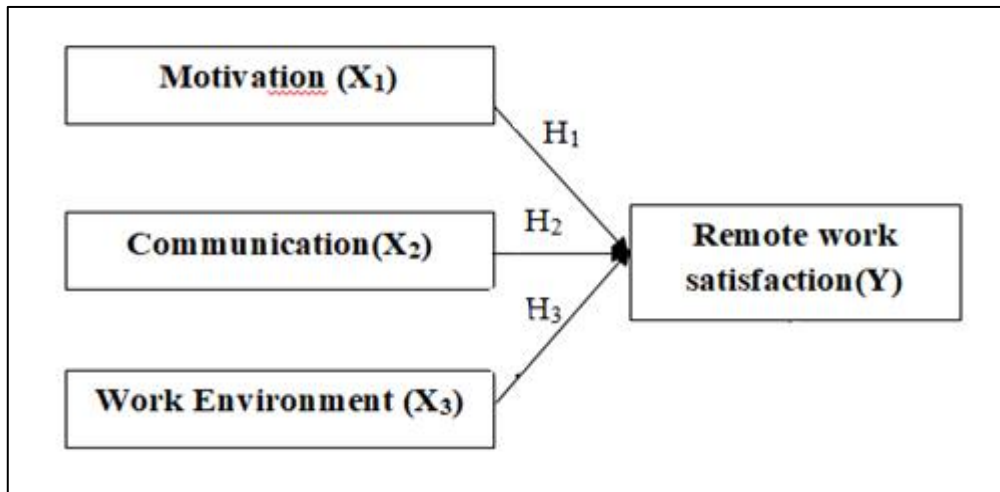 Motivation (X₁)
H₁
Communication(X₂)
H₂
Remote work
satisfaction(Y)
H₃
Work Environment (X₃)